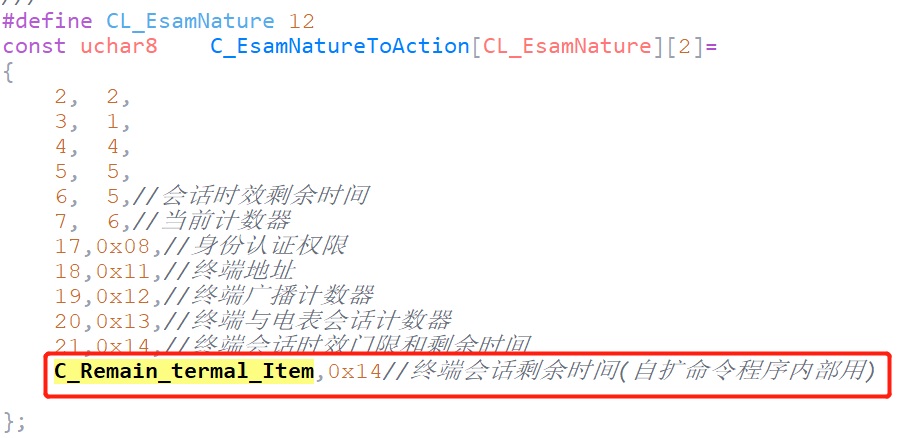 #define CL_EsamNature 12
const uchar8 C_EsamNatureToAction[CL_EsamNature][2]=
{
2, 2,
3, 1,
4, 4,
5, 5,
6, 5,//会话时效剩余时间
7, 6,//当前计数器
17,0x08,//身份认证权限
18,0x11,//终端地址
19,0x12,//终端广播计数器
20,0x13,//终端与电表会话计数器
21,0x14,//终端会话时效门限和剩余时间
C_Remain_termal_Item,0x14//终端会话剩余时间(自扩命令程序内部用)
};